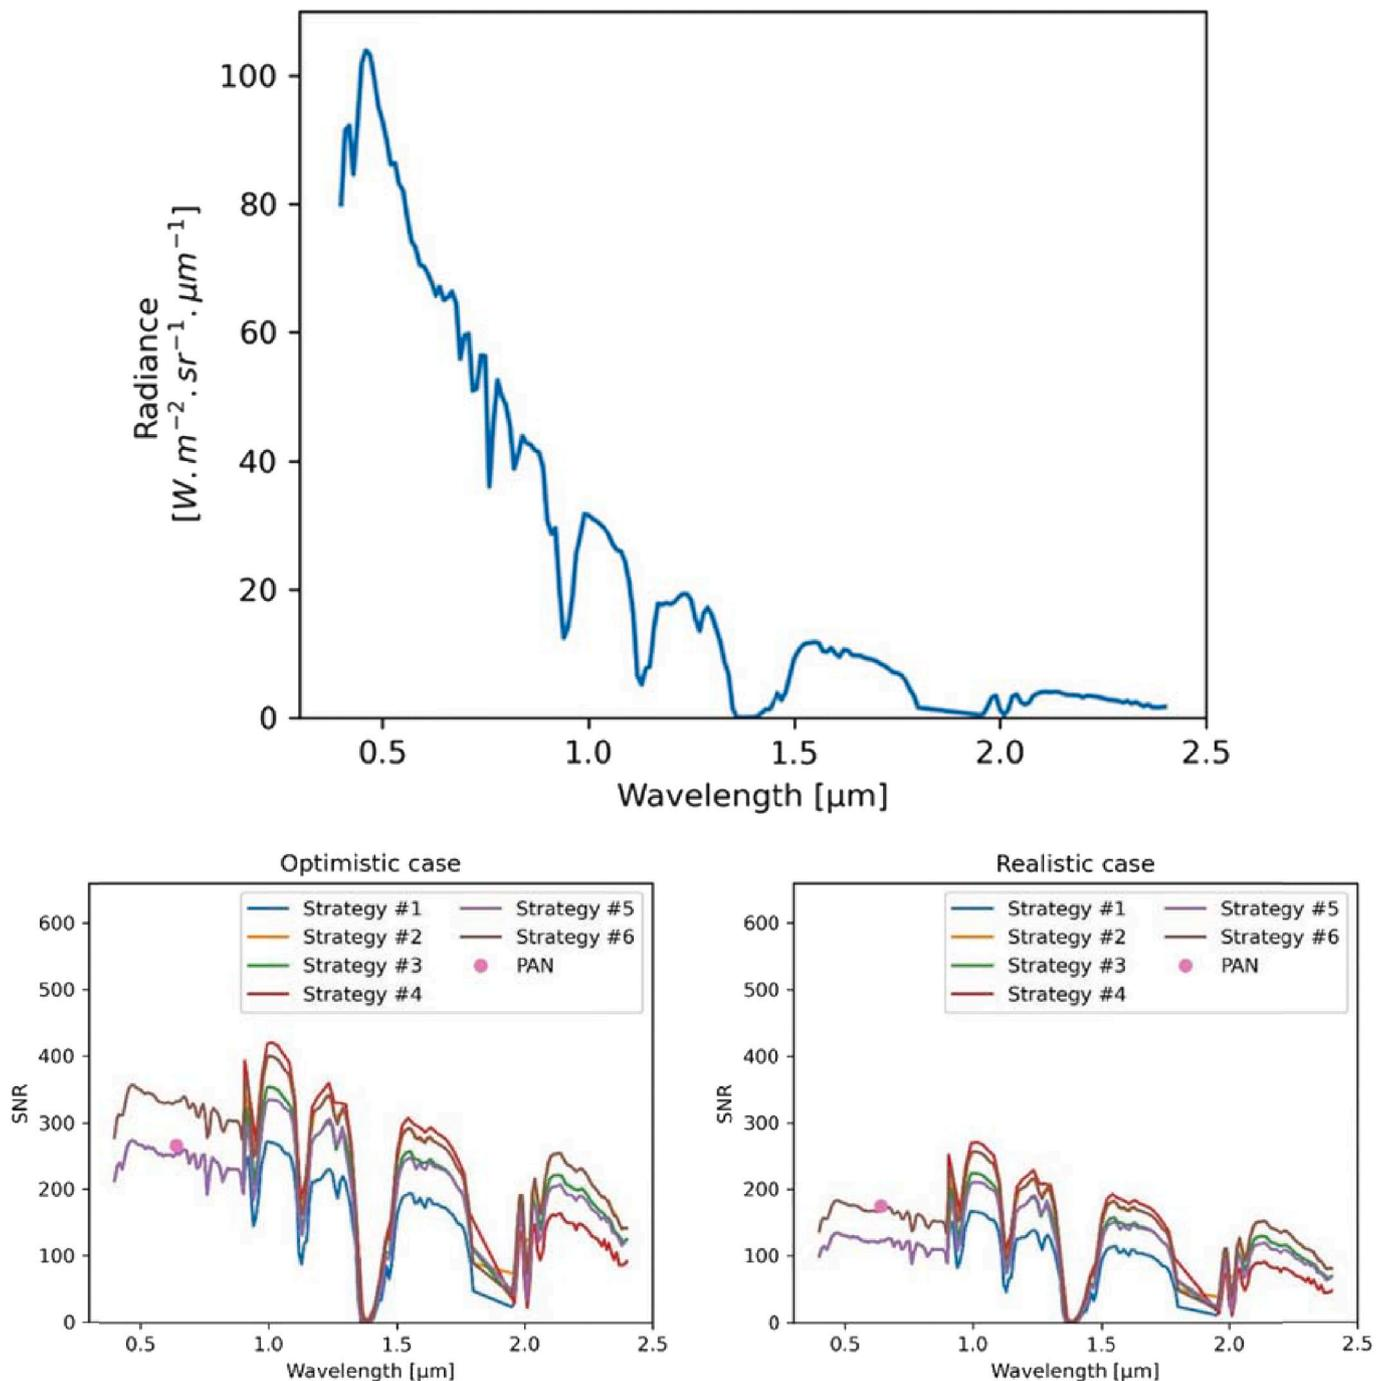 100
80
60
40
20
0
Radiance
[W.m⁻².sr⁻¹.μm⁻¹]
0.5 1.0 1.5 2.0 2.5
Wavelength [μm]
Optimistic case
600
500
400
300
200
100
0
SNR
Strategy #1 Strategy #5
Strategy #2 Strategy #6
Strategy #3 PAN
Strategy #4
0.5 1.0 1.5 2.0 2.5
Wavelength [μm]
Realistic case
600
500
400
300
200
100
0
SNR
Strategy #1 Strategy #5
Strategy #2 Strategy #6
Strategy #3 PAN
Strategy #4
0.5 1.0 1.5 2.0 2.5
Wavelength [μm]